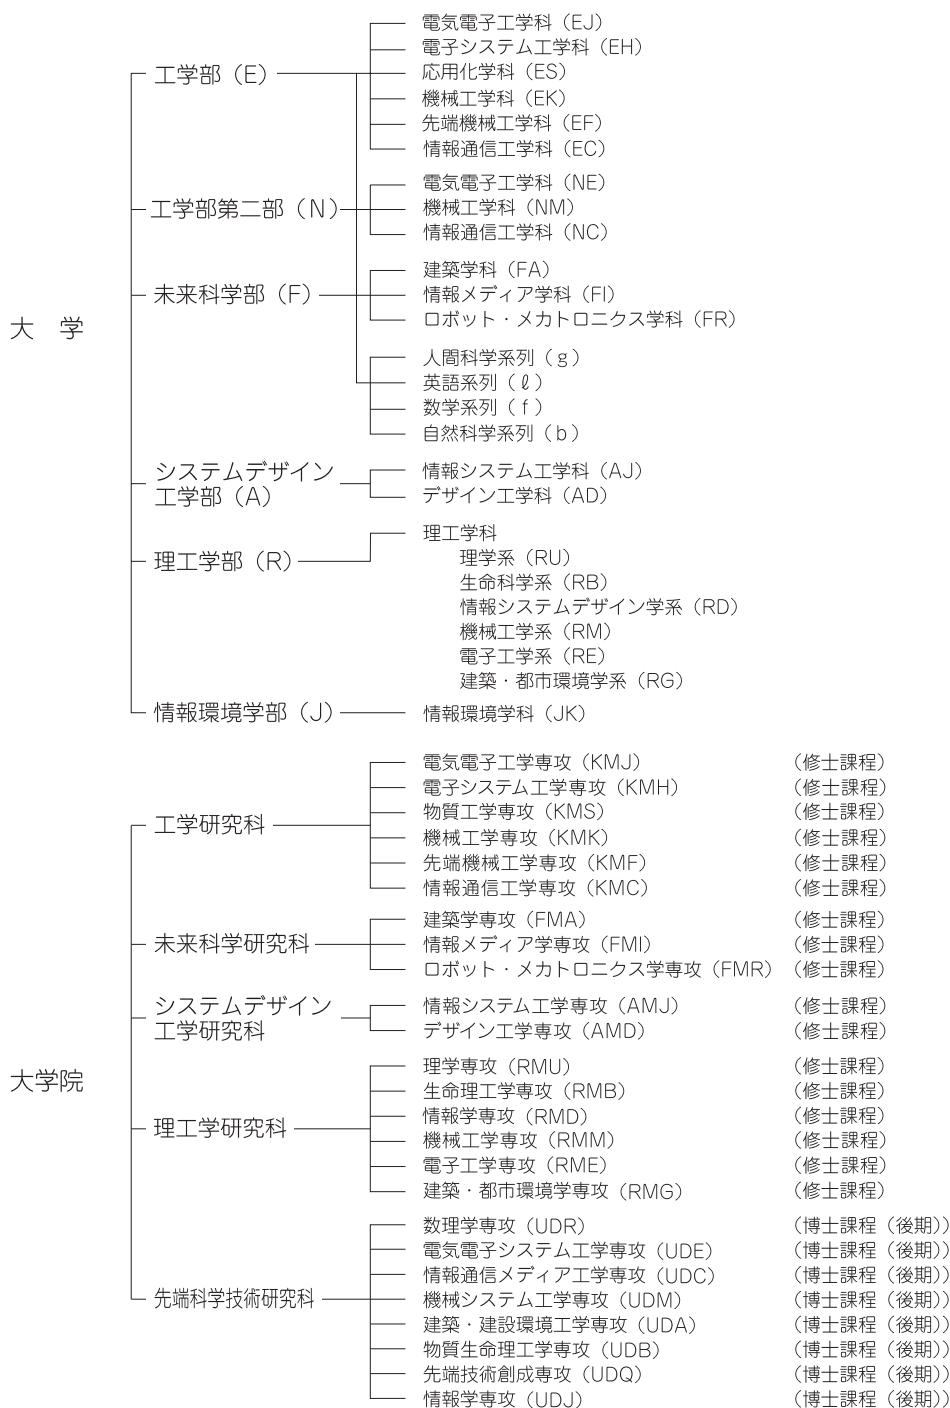 大　学
工学部（E）
電気電子工学科（EJ）
電子システム工学科（EH）
応用化学科（ES）
機械工学科（EK）
先端機械工学科（EF）
情報通信工学科（EC）
工学部第二部（N）
電気電子工学科（NE）
機械工学科（NM）
情報通信工学科（NC）
未来科学部（F）
建築学科（FA）
情報メディア学科（FI）
ロボット・メカトロニクス学科（FR）
人間科学系列（g）
英語系列（ℓ）
数学系列（f）
自然科学系列（b）
システムデザイン
工学部（A）
情報システム工学科（AJ）
デザイン工学科（AD）
理工学部（R）
理工学科
理学系（RU）
生命科学系（RB）
情報システムデザイン学系（RD）
機械工学系（RM）
電子工学系（RE）
建築・都市環境学系（RG）
情報環境学部（J）
情報環境学科（JK）
大学院
工学研究科
電気電子工学専攻（KMJ）（修士課程）
電子システム工学専攻（KMH）（修士課程）
物質工学専攻（KMS）（修士課程）
機械工学専攻（KMK）（修士課程）
先端機械工学専攻（KMF）（修士課程）
情報通信工学専攻（KMC）（修士課程）
未来科学研究科
建築学専攻（FMA）（修士課程）
情報メディア学専攻（FMI）（修士課程）
ロボット・メカトロニクス学専攻（FMR）（修士課程）
システムデザイン
工学研究科
情報システム工学専攻（AMJ）（修士課程）
デザイン工学専攻（AMD）（修士課程）
理工学研究科
理学専攻（RMU）（修士課程）
生命理工学専攻（RMB）（修士課程）
情報学専攻（RMD）（修士課程）
機械工学専攻（RMM）（修士課程）
電子工学専攻（RME）（修士課程）
建築・都市環境学専攻（RMG）（修士課程）
先端科学技術研究科
数理学専攻（UDR）（博士課程（後期））
電気電子システム工学専攻（UDE）（博士課程（後期））
情報通信メディア工学専攻（UDC）（博士課程（後期））
機械システム工学専攻（UDM）（博士課程（後期））
建築・建設環境工学専攻（UDA）（博士課程（後期））
物質生命理工学専攻（UDB）（博士課程（後期））
先端技術創成専攻（UDQ）（博士課程（後期））
情報学専攻（UDJ）（博士課程（後期））